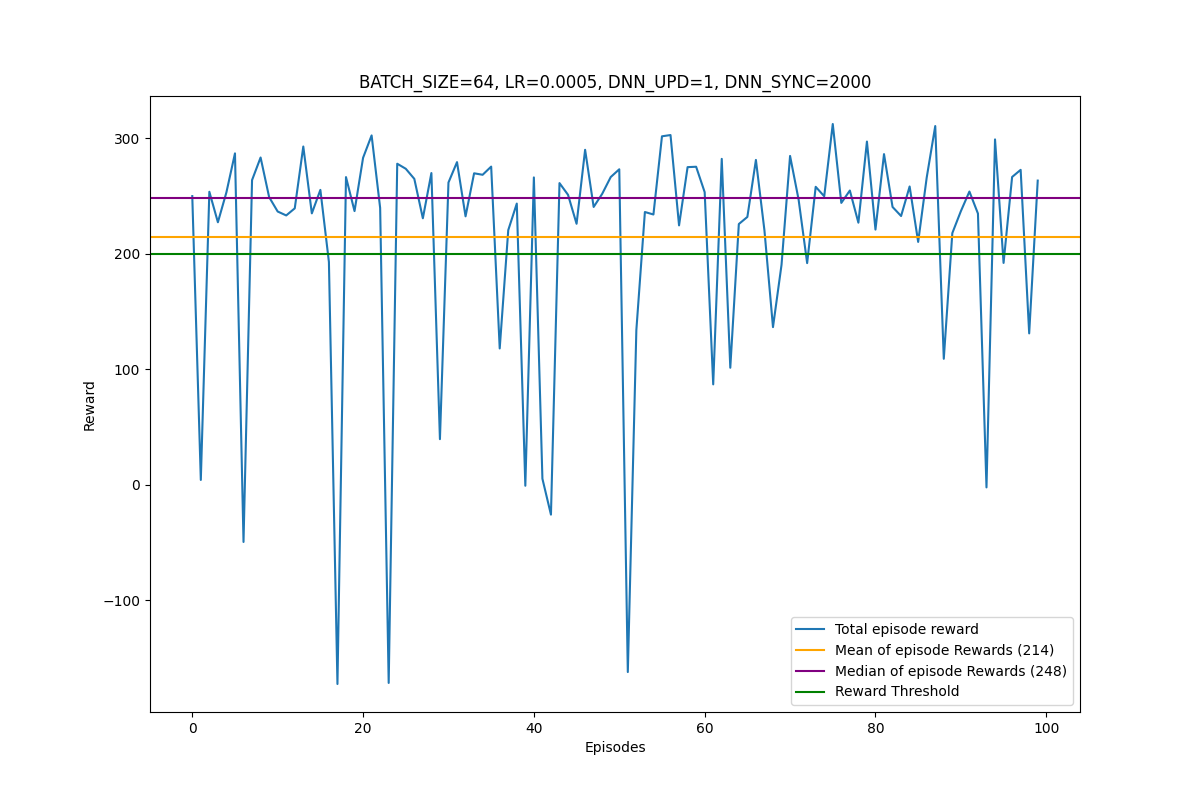 BATCH_SIZE=64, LR=0.0005, DNN_UPD=1, DNN_SYNC=2000
300
200
100
0
−100
Reward
Total episode reward
Mean of episode Rewards (214)
Median of episode Rewards (248)
Reward Threshold
0 20 40 60 80 100
Episodes